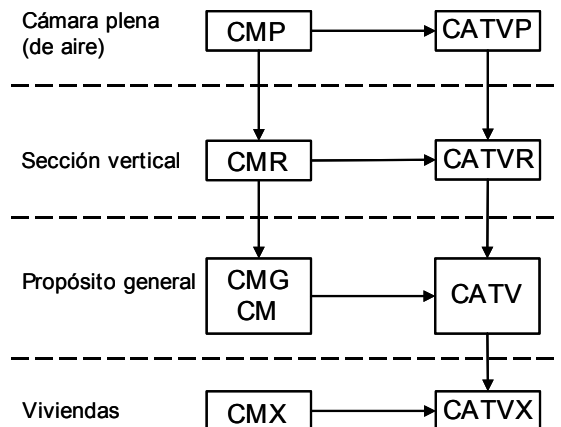 Cámara plena
(de aire)
CMP
CATVP
Sección vertical
CMR
CATVR
Propósito general
CMG
CM
CATV
Viviendas
CMX
CATVX